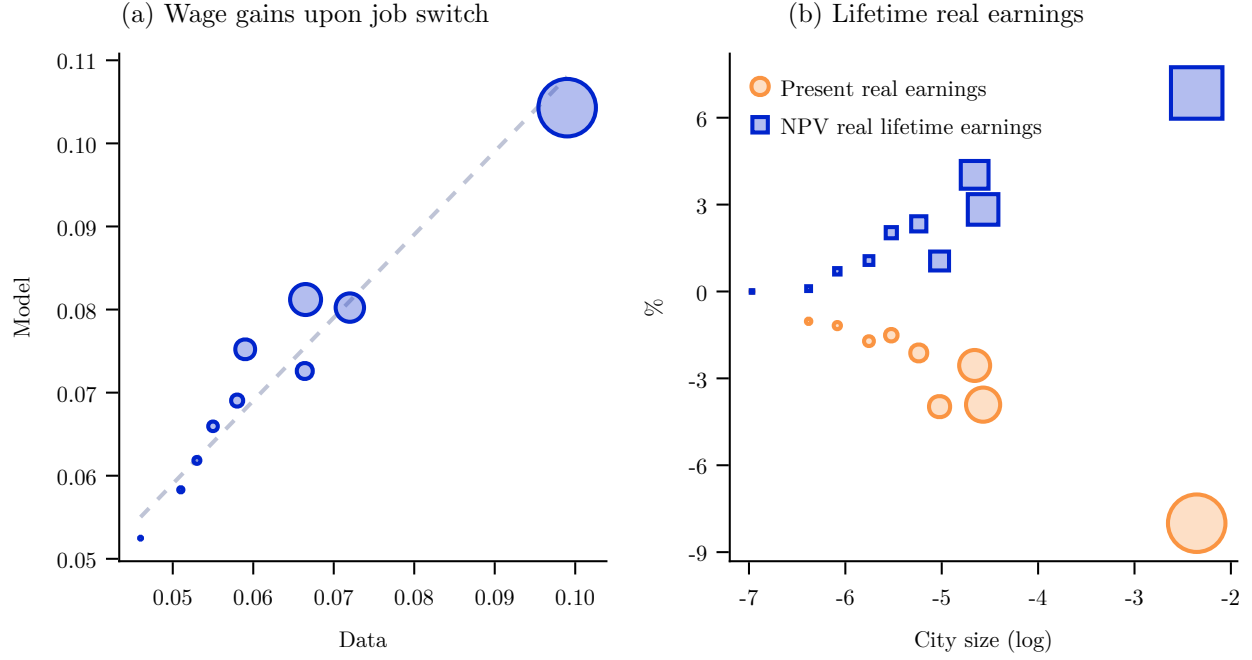 (a) Wage gains upon job switch
0.11
0.10
0.09
0.08
0.07
0.06
0.05
Model
0.05 0.06 0.07 0.08 0.09 0.10
Data
(b) Lifetime real earnings
Present real earnings
NPV real lifetime earnings
6
3
0
-3
-6
-9
%
-7 -6 -5 -4 -3 -2
City size (log)